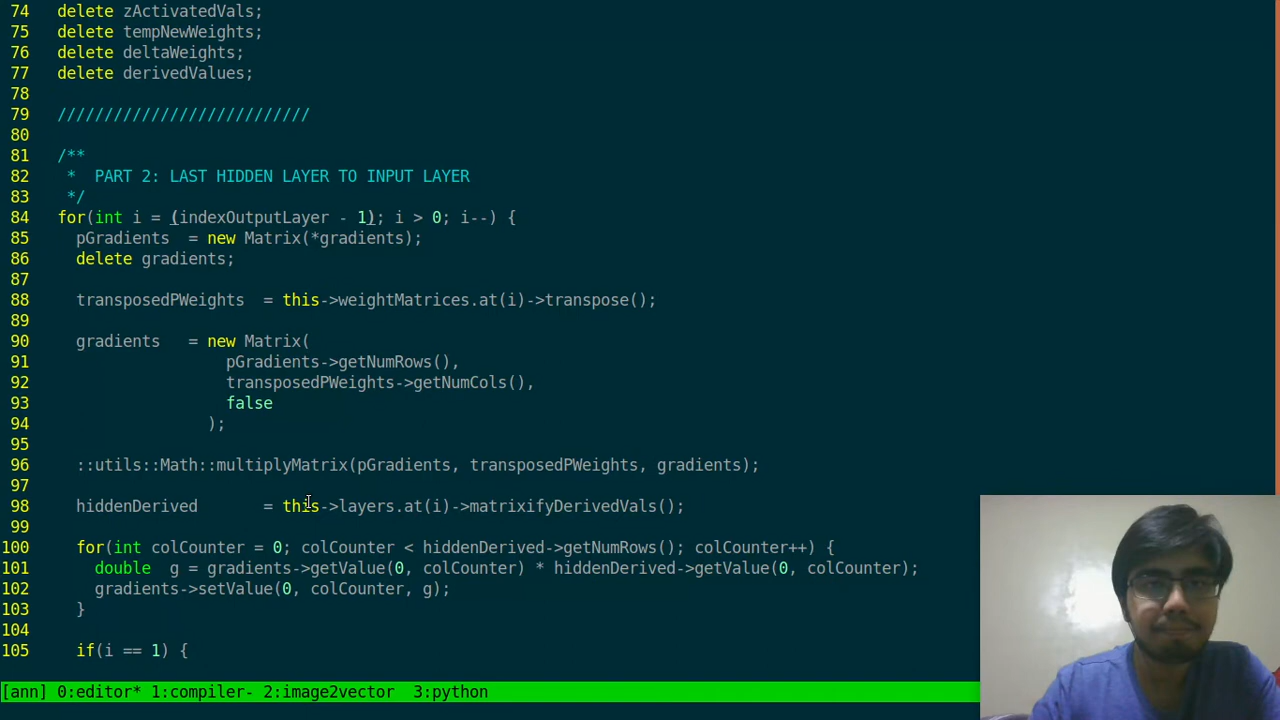 74 delete zActivatedVals;
75 delete tempNewWeights;
76 delete deltaWeights;
77 delete derivedValues;
78
79 ///////////////////////////
80
81 /**
82 * PART 2: LAST HIDDEN LAYER TO INPUT LAYER
83 */
84 for(int i = (indexOutputLayer - 1); i > 0; i--) {
85 pGradients = new Matrix(*gradients);
86 delete gradients;
87
88 transposedPWeights = this->weightMatrices.at(i)->transpose();
89
90 gradients = new Matrix(
91 pGradients->getNumRows(),
92 transposedPWeights->getNumCols(),
93 false
94 );
95
96 ::utils::Math::multiplyMatrix(pGradients, transposedPWeights, gradients);
97
98 hiddenDerived = this->layers.at(i)->matrixifyDerivedVals();
99
100 for(int colCounter = 0; colCounter < hiddenDerived->getNumRows(); colCounter++) {
101 double g = gradients->getValue(0, colCounter) * hiddenDerived->getValue(0, colCounter);
102 gradients->setValue(0, colCounter, g);
103 }
104
105 if(i == 1) {
[ann] 0:editor* 1:compiler- 2:image2vector 3:python